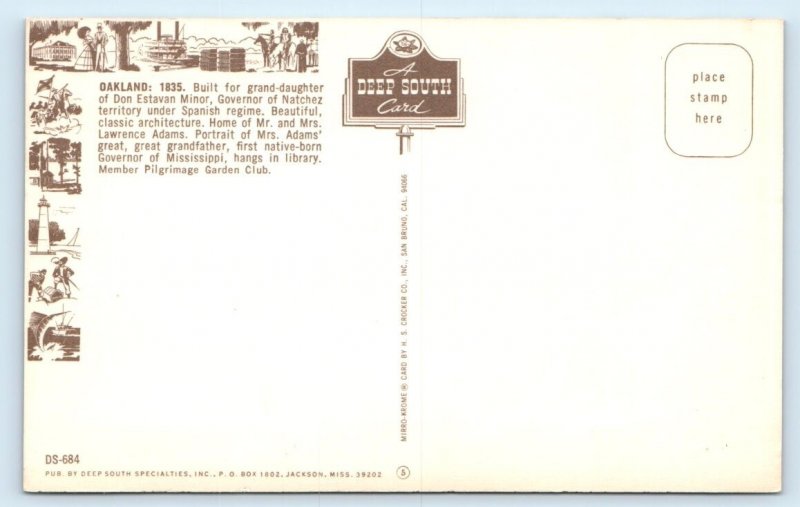 OAKLAND: 1835. Built for grand-daughter
of Don Estavan Minor, Governor of Natchez
territory under Spanish regime. Beautiful,
classic architecture. Home of Mr. and Mrs.
Lawrence Adams. Portrait of Mrs. Adams'
great, great grandfather, first native-born
Governor of Mississippi, hangs in library.
Member Pilgrimage Garden Club.
A
DEEP SOUTH
Card
place
stamp
here
MIRRO-KROME® CARD BY H. S. CROCKER CO., INC., SAN BRUNO, CAL. 94066
DS-684
PUB. BY DEEP SOUTH SPECIALTIES, INC., P. O. BOX 1802, JACKSON, MISS. 39202
5